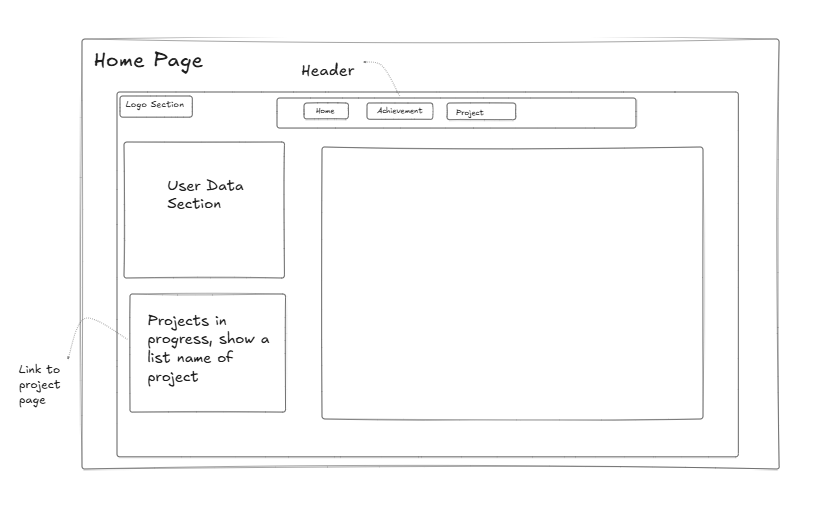 Home Page
Header
Logo Section
Home
Achievement
Project
User Data
Section
Projects in
progress, show a
list name of
project
Link to
project
page